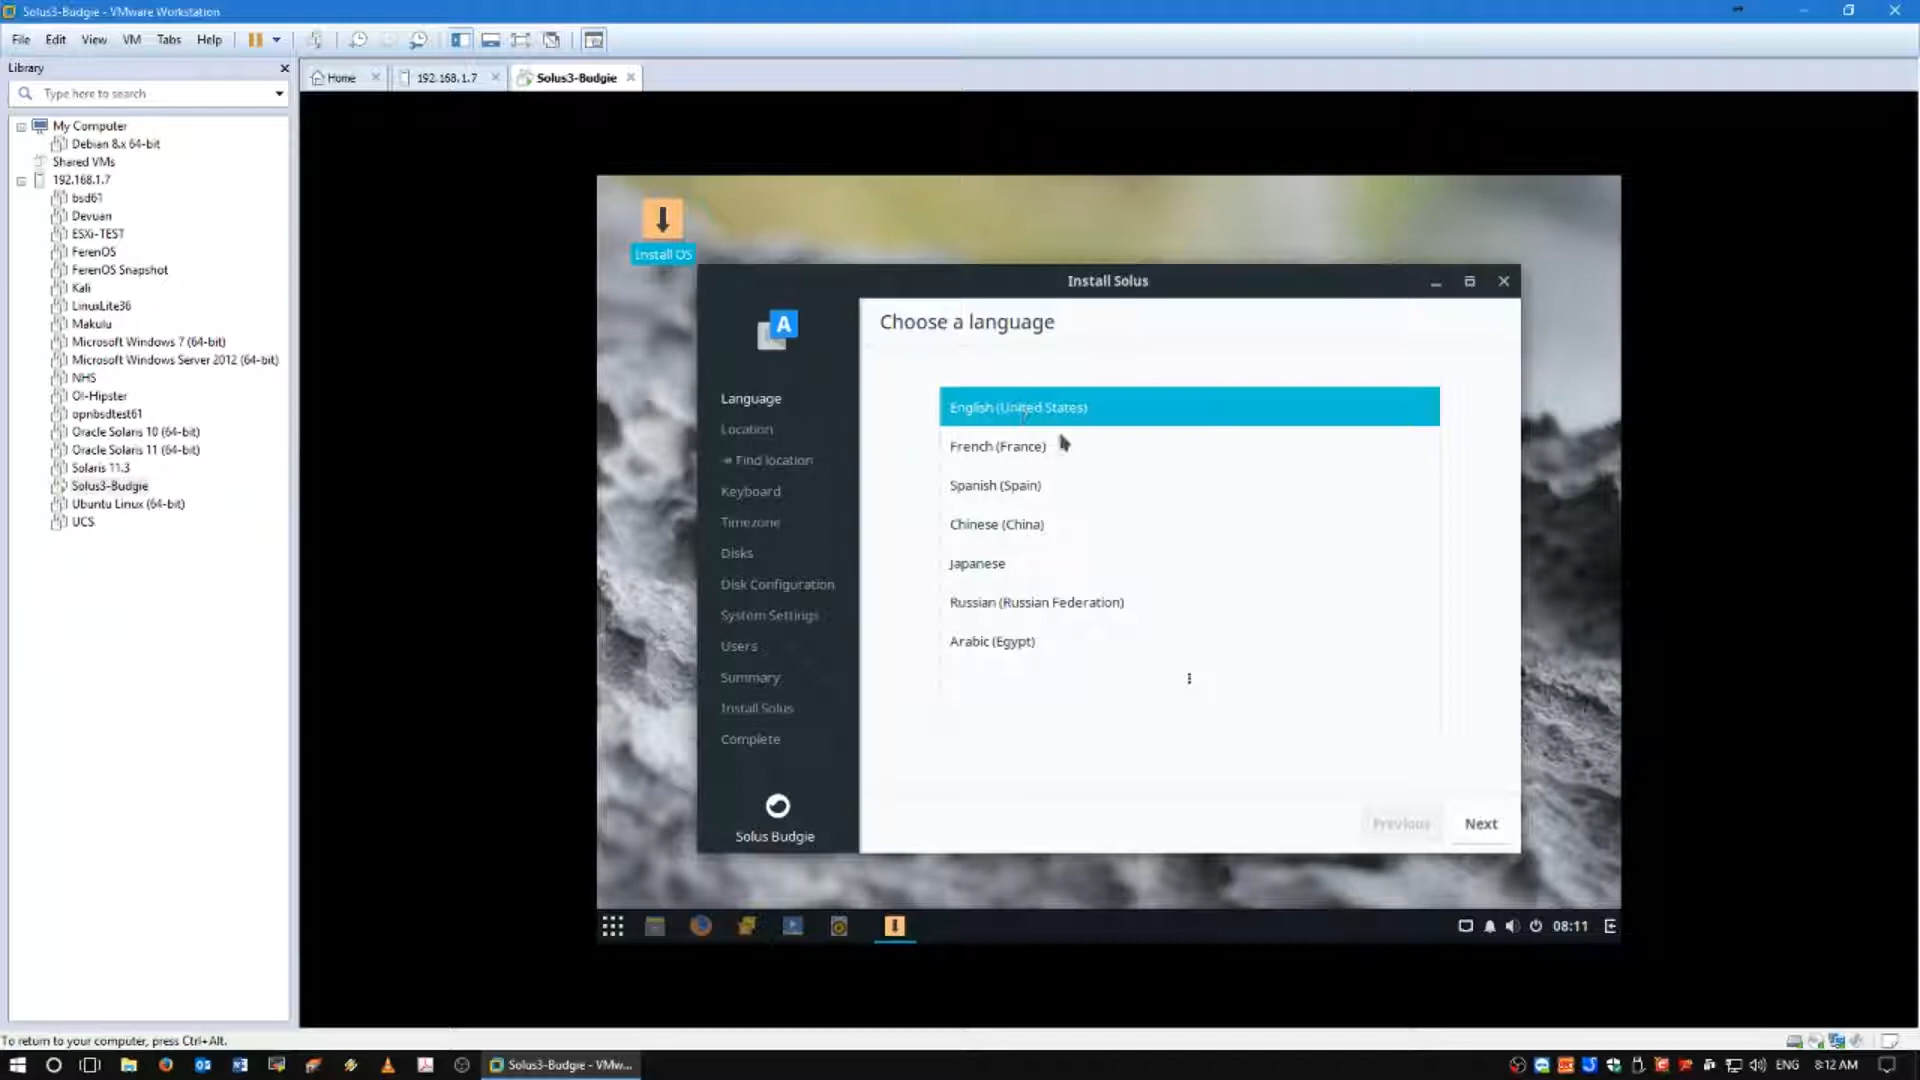 Solus3-Budgie - VMware Workstation
File Edit View VM Tabs Help
Library
Type here to search
My Computer
Debian 8.x 64-bit
Shared VMs
192.168.1.7
bsd61
Devuan
ESXi-TEST
FerenOS
FerenOS Snapshot
Kali
LinuxLite36
Makulu
Microsoft Windows 7 (64-bit)
Microsoft Windows Server 2012 (64-bit)
NHS
OI-Hipster
opnbsdtest61
Oracle Solaris 10 (64-bit)
Oracle Solaris 11 (64-bit)
Solaris 11.3
Solus3-Budgie
Ubuntu Linux (64-bit)
UCS
Home 192.168.1.7 Solus3-Budgie
Install OS
Install Solus
A
Language
Location
Find location
Keyboard
Timezone
Disks
Disk Configuration
System Settings
Users
Summary
Install Solus
Complete
Solus Budgie
Choose a language
English (United States)
French (France)
Spanish (Spain)
Chinese (China)
Japanese
Russian (Russian Federation)
Arabic (Egypt)
Previous Next
08:11
To return to your computer, press Ctrl+Alt.
Solus3-Budgie - VMw...
ENG 8:12 AM